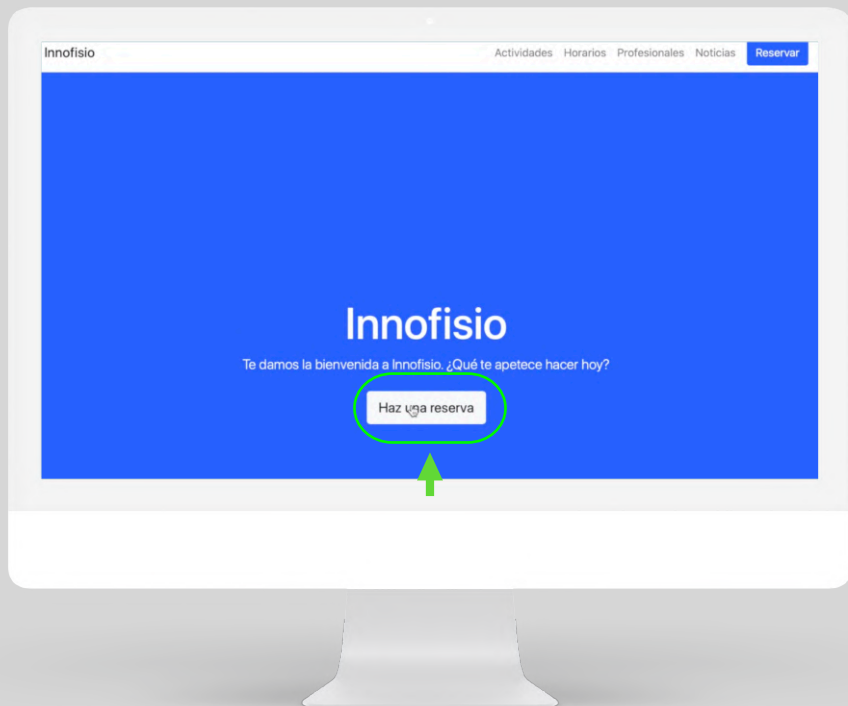 Innofisio
Actividades Horarios Profesionales Noticias Reservar
Innofisio
Te damos la bienvenida a Innofisio. ¿Qué te apetece hacer hoy?
Haz una reserva